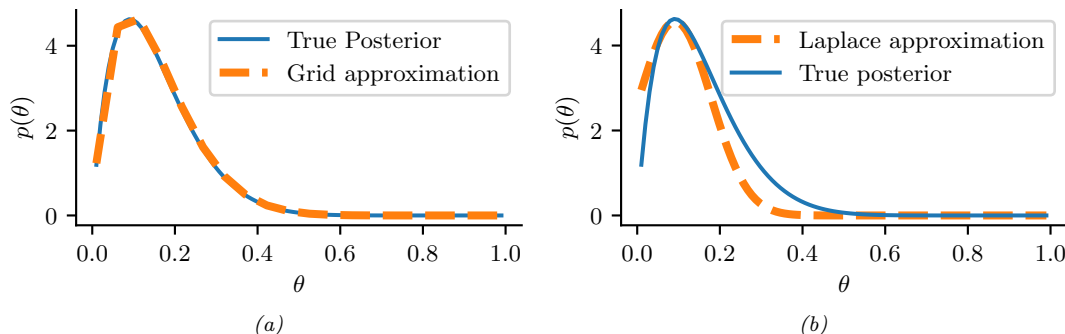 True Posterior
Grid approximation
p(θ)
4
2
0
0.0 0.2 0.4 0.6 0.8 1.0
θ
(a)
Laplace approximation
True posterior
p(θ)
4
2
0
0.0 0.2 0.4 0.6 0.8 1.0
θ
(b)